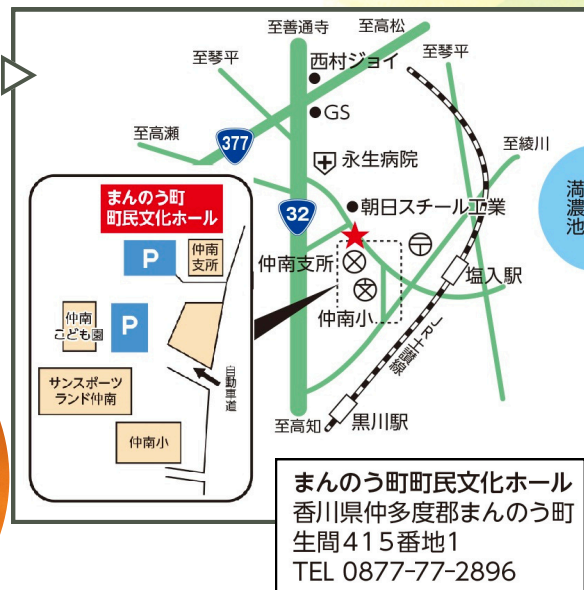 至善通寺
至高松
至琴平
西村ジョイ
至琴平
GS
至高瀬
377
永生病院
至綾川
まんのう町
町民文化ホール
32
朝日スチール工業
満濃池
P
仲南
支所
仲南支所
塩入駅
仲南
こども園
P
仲南小
JR土讃線
自動車道
サンスポーツ
ランド仲南
仲南小
至高知
黒川駅
まんのう町町民文化ホール
香川県仲多度郡まんのう町
生間415番地1
TEL 0877-77-2896